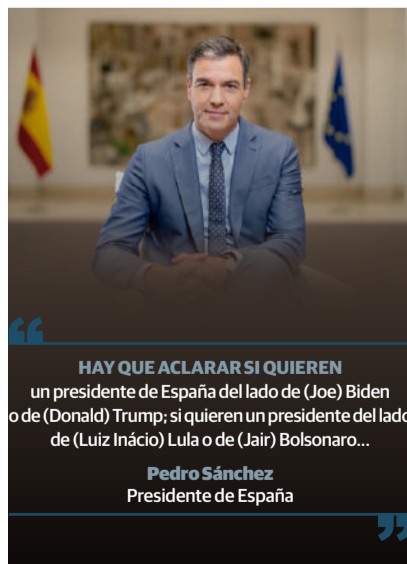 HAY QUE ACLARAR SI QUIEREN
un presidente de España del lado de (Joe) Biden
o de (Donald) Trump; si quieren un presidente del lado
de (Luiz Inácio) Lula o de (Jair) Bolsonaro...
Pedro Sánchez
Presidente de España